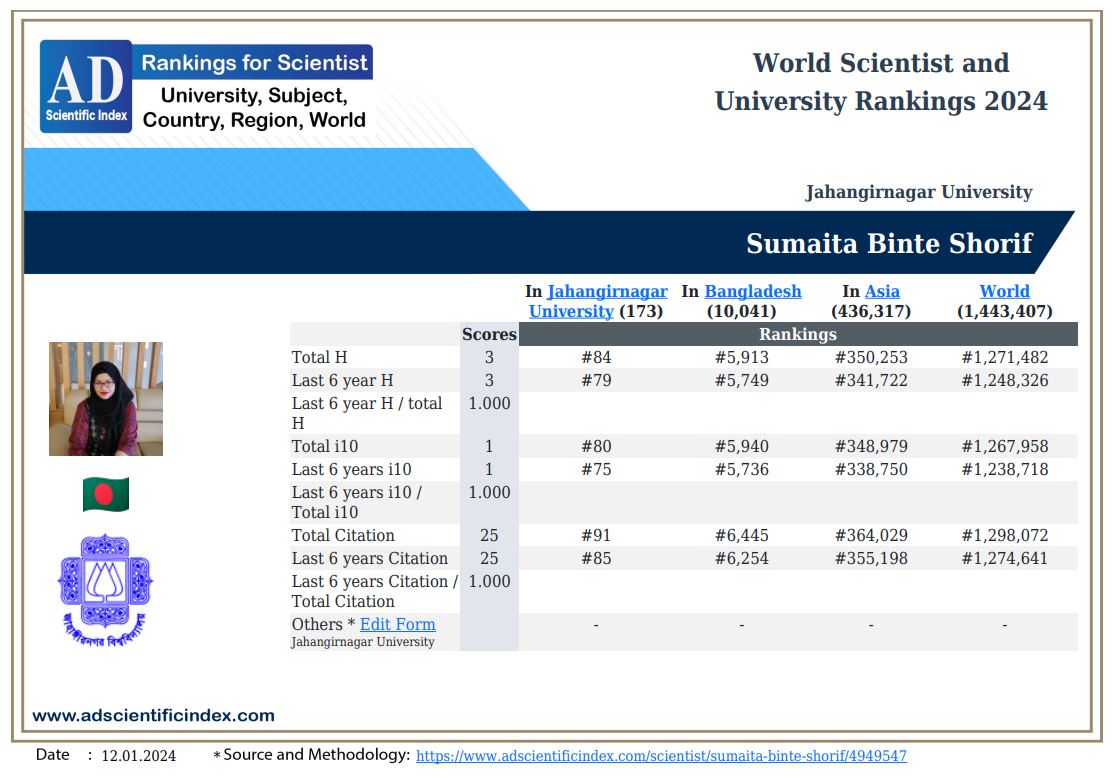 AD
Scientific Index
Rankings for Scientist
University, Subject,
Country, Region, World
World Scientist and
University Rankings 2024
Jahangirnagar University
Sumaita Binte Shorif
In Jahangirnagar University (173) In Bangladesh (10,041) In Asia (436,317) World (1,443,407)
Scores Rankings
Total H 3 #84 #5,913 #350,253 #1,271,482
Last 6 year H 3 #79 #5,749 #341,722 #1,248,326
Last 6 year H / total H 1.000
Total i10 1 #80 #5,940 #348,979 #1,267,958
Last 6 years i10 1 #75 #5,736 #338,750 #1,238,718
Last 6 years i10 / Total i10 1.000
Total Citation 25 #91 #6,445 #364,029 #1,298,072
Last 6 years Citation 25 #85 #6,254 #355,198 #1,274,641
Last 6 years Citation / Total Citation 1.000
Others * Edit Form - - - -
Jahangirnagar University
জাহাঙ্গীরনগর বিশ্ববিদ্যালয়
www.adscientificindex.com
Date : 12.01.2024 * Source and Methodology: https://www.adscientificindex.com/scientist/sumaita-binte-shorif/4949547